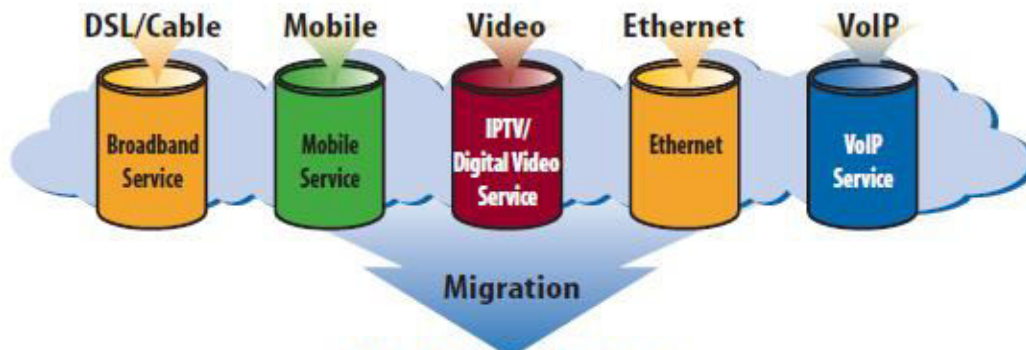 DSL/Cable
Mobile
Video
Ethernet
VoIP
Broadband
Service
Mobile
Service
IPTV/
Digital Video
Service
Ethernet
VoIP
Service
Migration